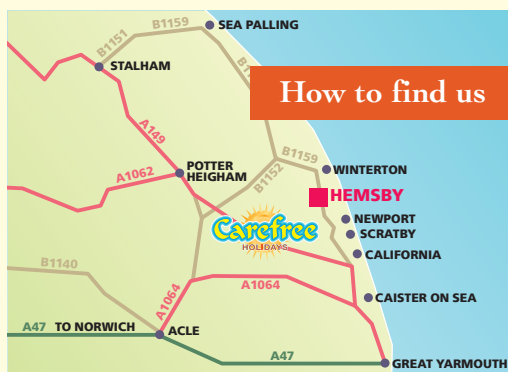 B1159
SEA PALLING
B1151
STALHAM
How to find us
A149
B1159
A1062
POTTER
HEIGHAM
B1152
WINTERTON
HEMSBY
Carefree
HOLIDAYS
NEWPORT
SCRATBY
CALIFORNIA
B1140
A1064
A1064
CAISTER ON SEA
A47
TO NORWICH
ACLE
A47
GREAT YARMOUTH